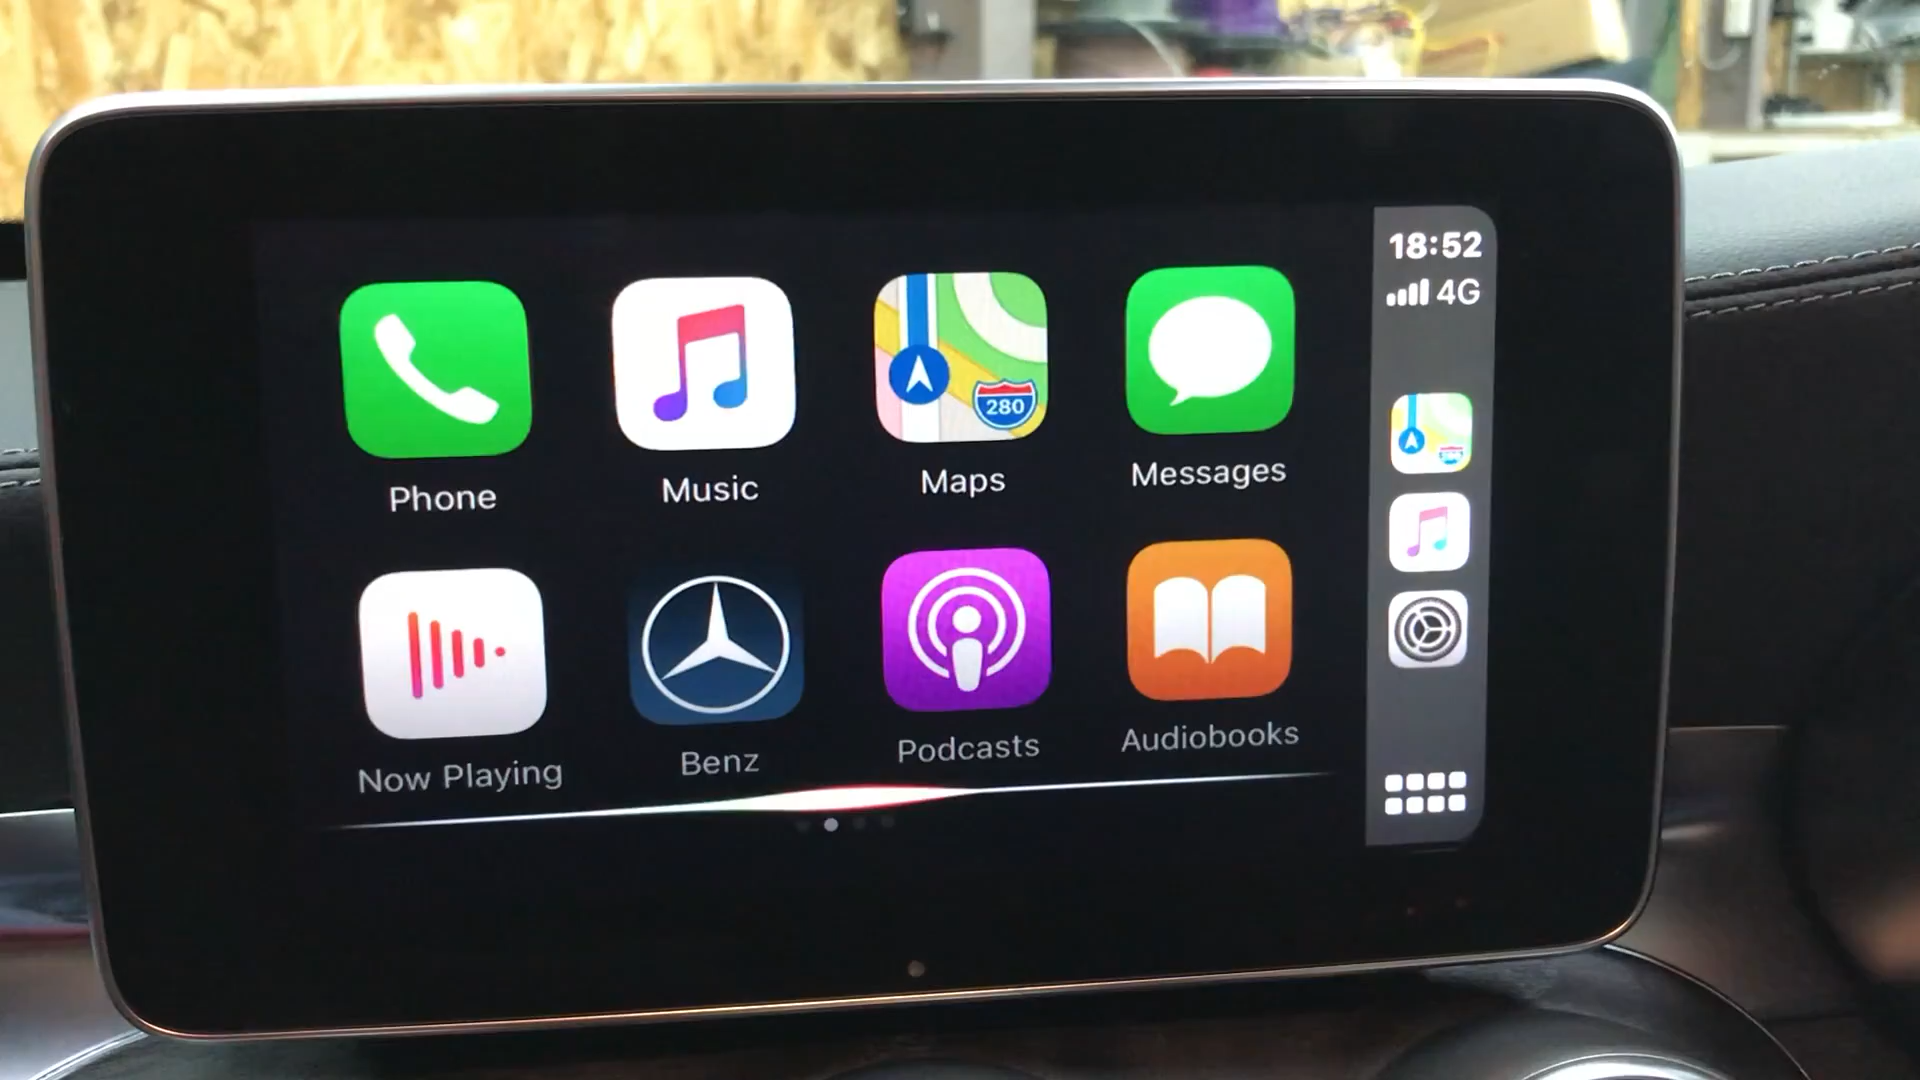 18:52
4G
Phone
Music
280
Maps
Messages
Now Playing
Benz
Podcasts
Audiobooks